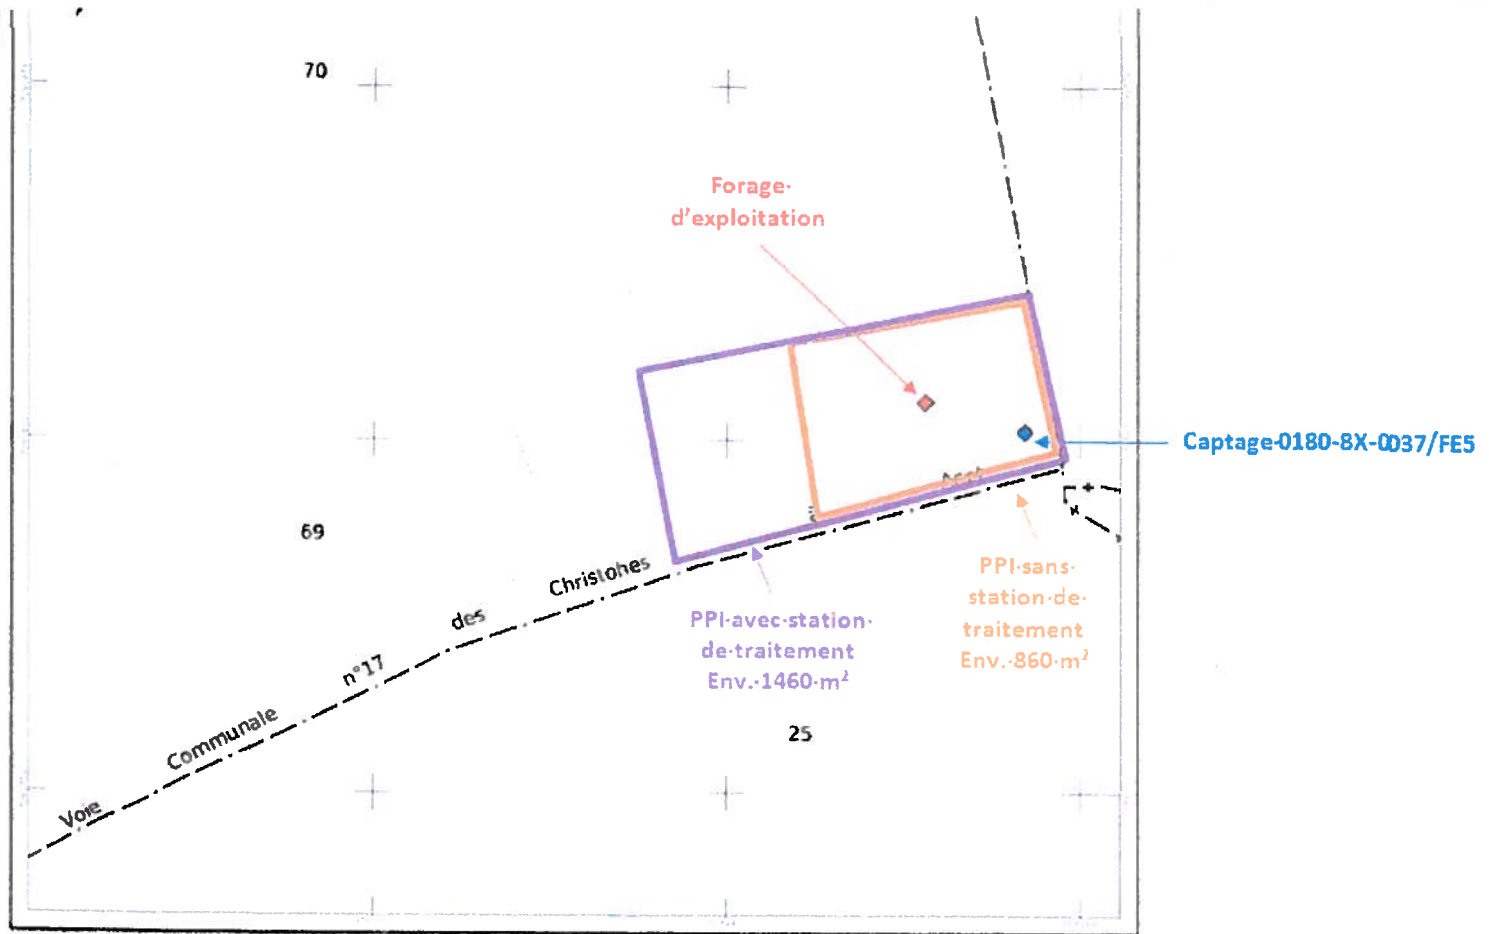 70
Forage·
d'exploitation
Captage·0180-8X-0037/FE5
69
PPI·sans·
station·de·
traitement
Env.·860·m²
PPI·avec·station·
de·traitement
Env.·1460·m²
25
Voie Communale n°17 des Christohes